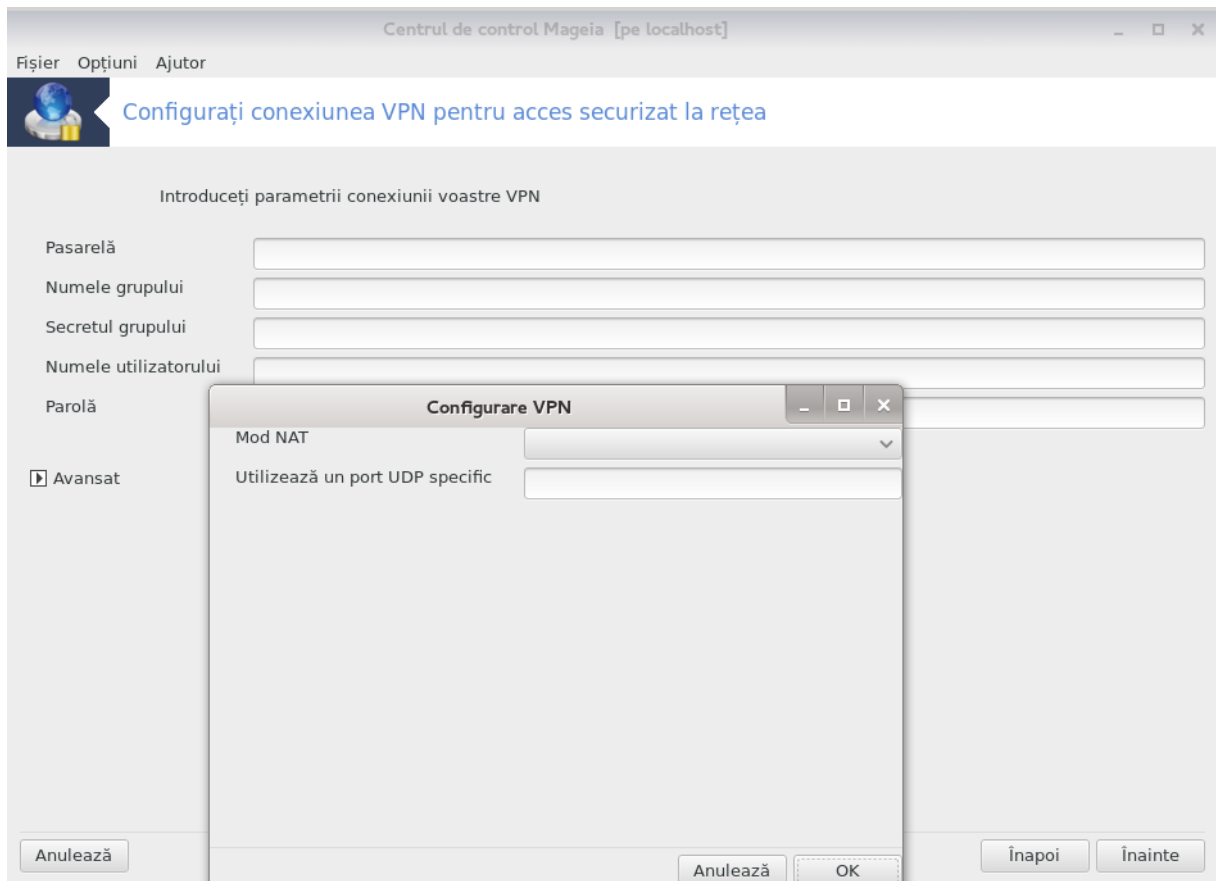 Centrul de control Mageia [pe localhost]
Fișier Opțiuni Ajutor
Configurați conexiunea VPN pentru acces securizat la rețea
Introduceți parametrii conexiunii voastre VPN
Pasarelă
Numele grupului
Secretul grupului
Numele utilizatorului
Parolă
Avansat
Configurare VPN
Mod NAT
Utilizează un port UDP specific
Anulează OK
Anulează Înapoi Înainte